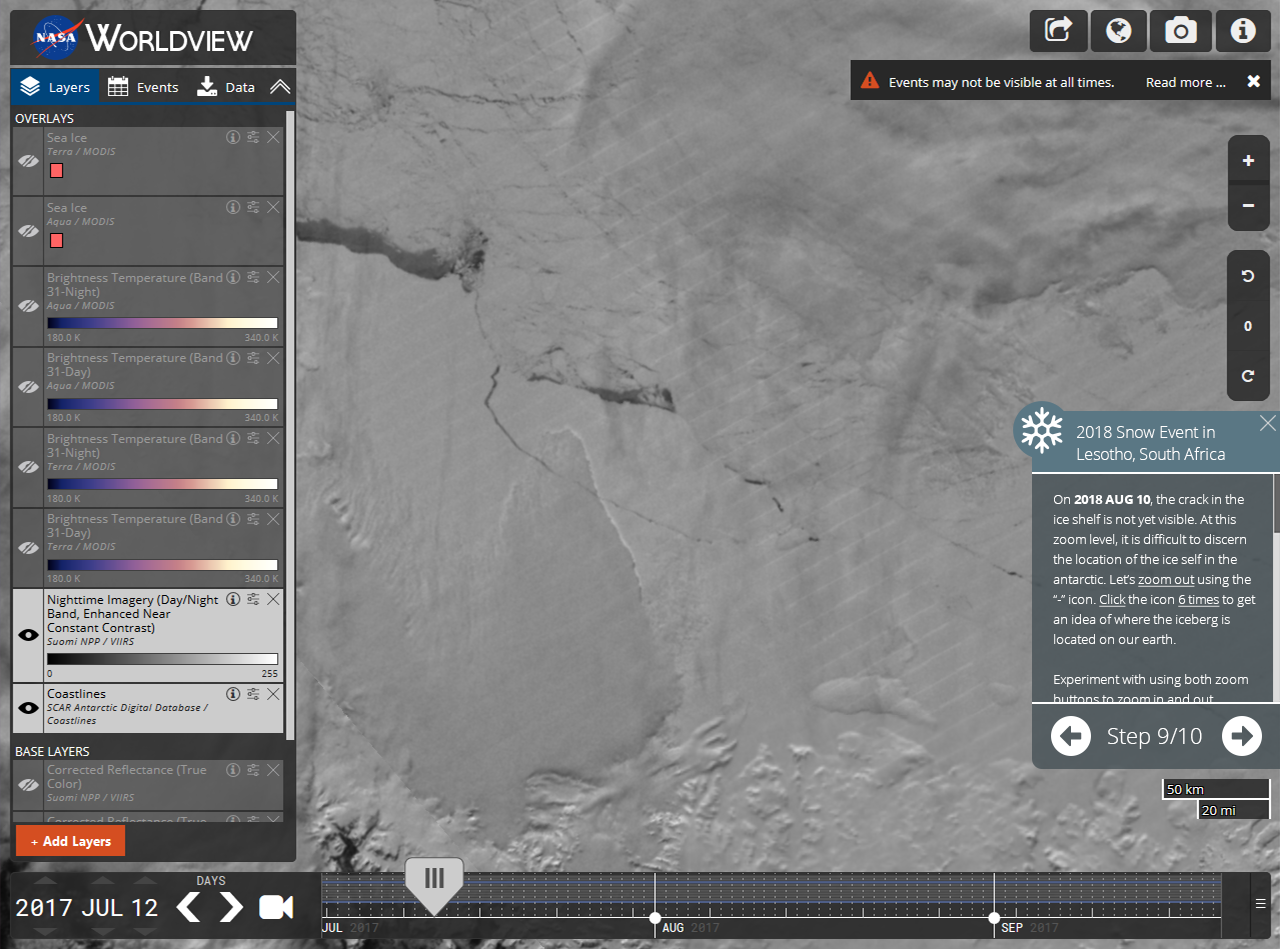 NASA WORLDVIEW
Layers Events Data
Events may not be visible at all times. Read more ...
OVERLAYS
Sea Ice
Terra / MODIS
Sea Ice
Aqua / MODIS
Brightness Temperature (Band
31-Night)
Aqua / MODIS
180.0 K 340.0 K
Brightness Temperature (Band
31-Day)
Aqua / MODIS
180.0 K 340.0 K
Brightness Temperature (Band
31-Night)
Terra / MODIS
180.0 K 340.0 K
Brightness Temperature (Band
31-Day)
Terra / MODIS
180.0 K 340.0 K
Nighttime Imagery (Day/Night
Band, Enhanced Near
Constant Contrast)
Suomi NPP / VIIRS
0 255
Coastlines
SCAR Antarctic Digital Database /
Coastlines
BASE LAYERS
Corrected Reflectance (True
Color)
Suomi NPP / VIIRS
Corrected Reflectance (True
+ Add Layers
+
−
0
2018 Snow Event in
Lesotho, South Africa
On 2018 AUG 10, the crack in the
ice shelf is not yet visible. At this
zoom level, it is difficult to discern
the location of the ice self in the
antarctic. Let's zoom out using the
“-” icon. Click the icon 6 times to get
an idea of where the iceberg is
located on our earth.
Experiment with using both zoom
buttons to zoom in and out
Step 9/10
50 km
20 mi
DAYS
2017 JUL 12
JUL 2017 AUG 2017 SEP 2017